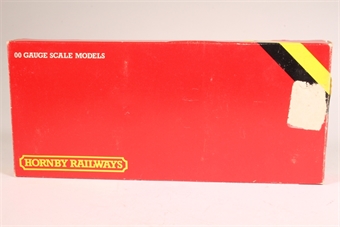 00 GAUGE SCALE MODELS
HORNBY RAILWAYS